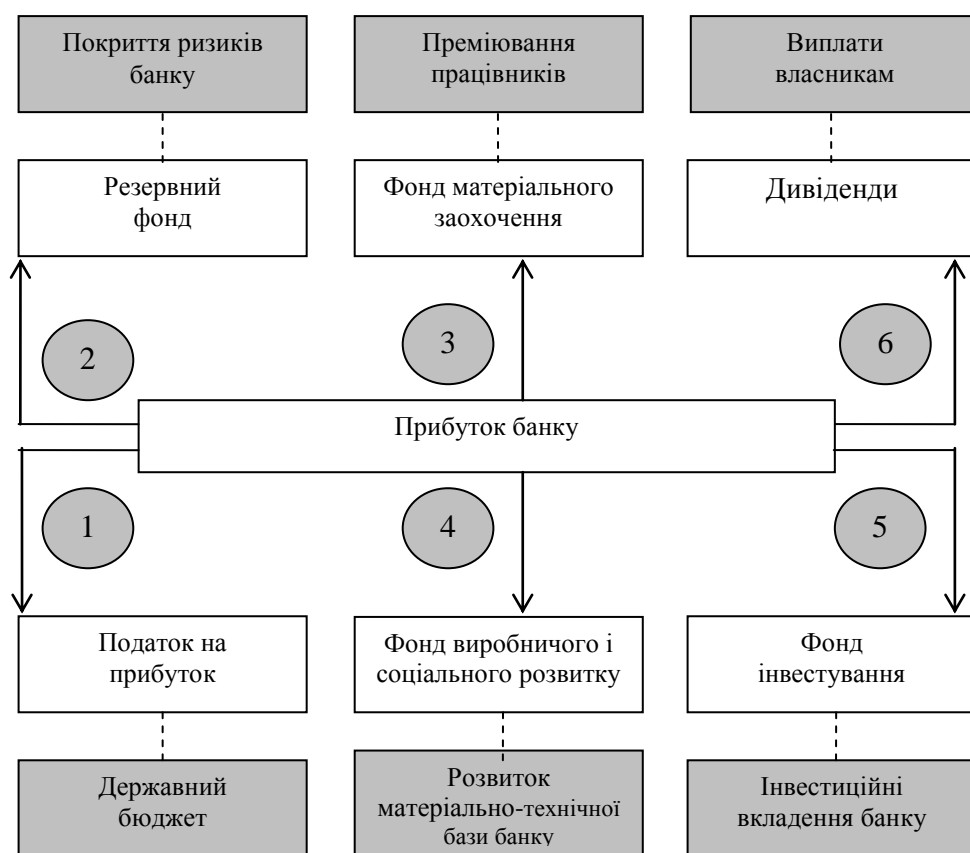 Покриття ризиків
банку
Преміювання
працівників
Виплати
власникам
Резервний
фонд
Фонд матеріального
заохочення
Дивіденди
2
3
6
Прибуток банку
1
4
5
Податок на
прибуток
Фонд виробничого і
соціального розвитку
Фонд
інвестування
Державний
бюджет
Розвиток
матеріально-технічної
бази банку
Інвестиційні
вкладення банку